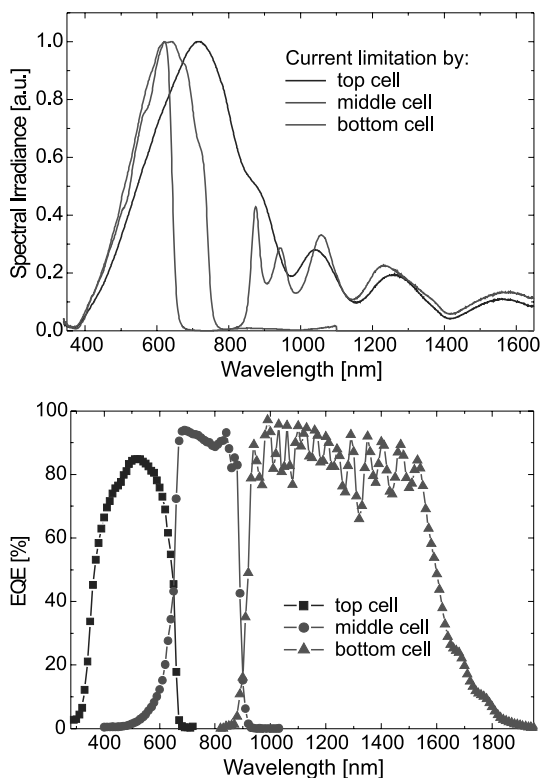 Spectral Irradiance [a.u.]
1.0
0.8
0.6
0.4
0.2
0.0
Current limitation by:
top cell
middle cell
bottom cell
400 600 800 1000 1200 1400 1600
Wavelength [nm]
EQE [%]
100
80
60
40
20
0
top cell
middle cell
bottom cell
400 600 800 1000 1200 1400 1600 1800
Wavelength [nm]